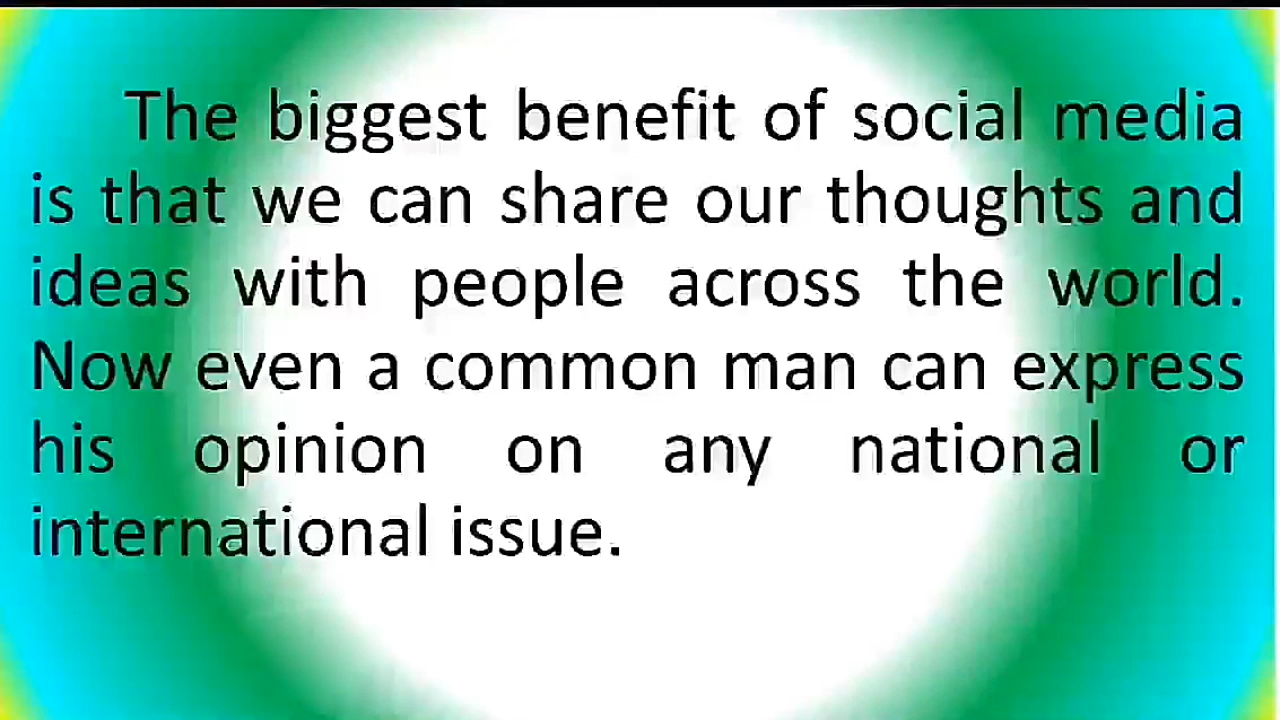 The biggest benefit of social media
is that we can share our thoughts and
ideas with people across the world.
Now even a common man can express
his opinion on any national or
international issue.